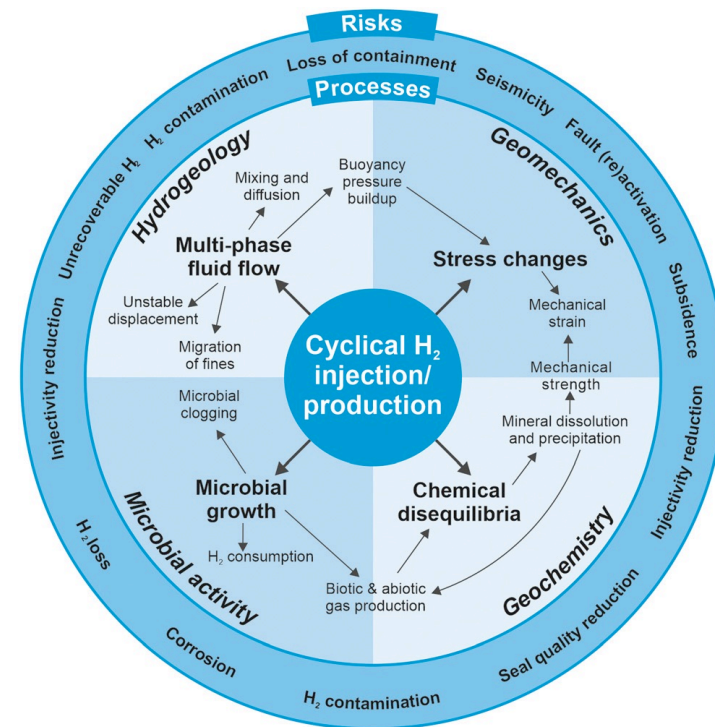 Risks
Loss of containment
Seismicity
Fault (re)activation
Subsidence
Injectivity reduction
Seal quality reduction
H₂ contamination
Corrosion
H₂ loss
Injectivity reduction
Unrecoverable H₂
H₂ contamination
Processes
Hydrogeology
Mixing and
diffusion
Buoyancy
pressure
buildup
Multi-phase
fluid flow
Unstable
displacement
Migration
of fines
Geomechanics
Stress changes
Mechanical
strain
Mechanical
strength
Cyclical H₂
injection/
production
Microbial
clogging
Microbial
growth
H₂ consumption
Microbial activity
Mineral dissolution
and precipitation
Chemical
disequilibria
Biotic & abiotic
gas production
Geochemistry